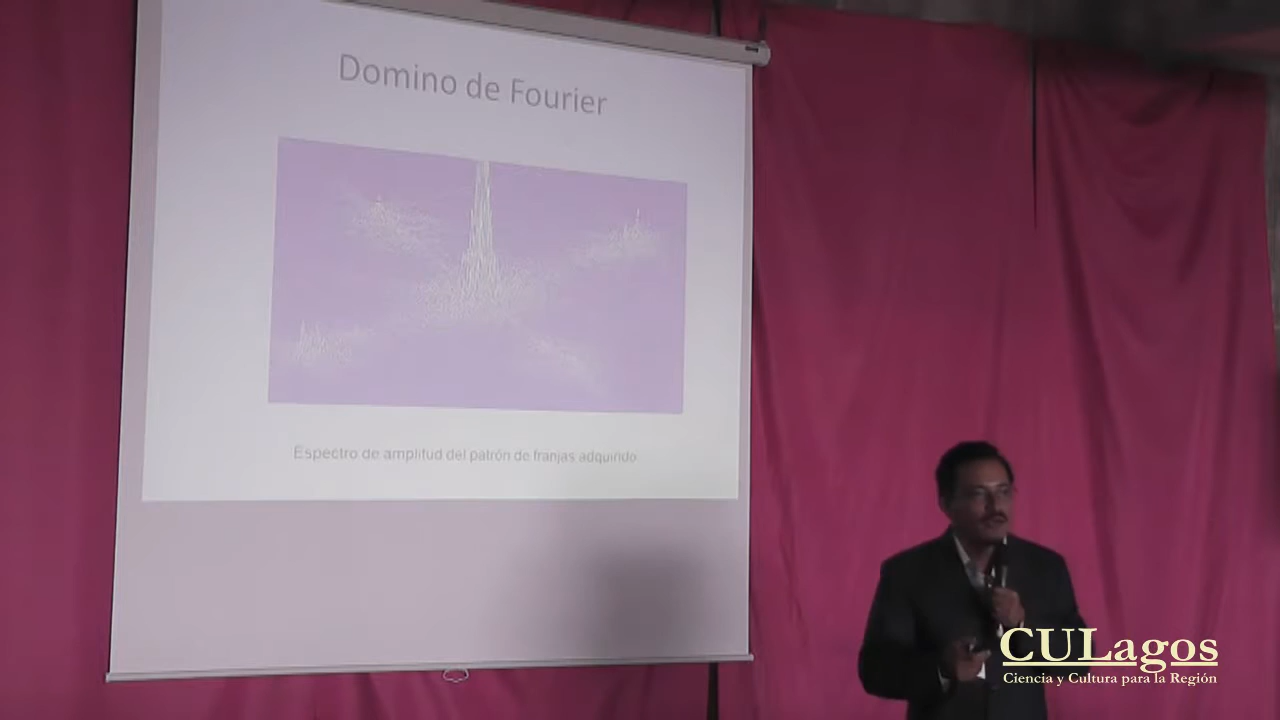 Domino de Fourier
Espectro de amplitud del patrón de franjas adquirido
CULagos
Ciencia y Cultura para la Región